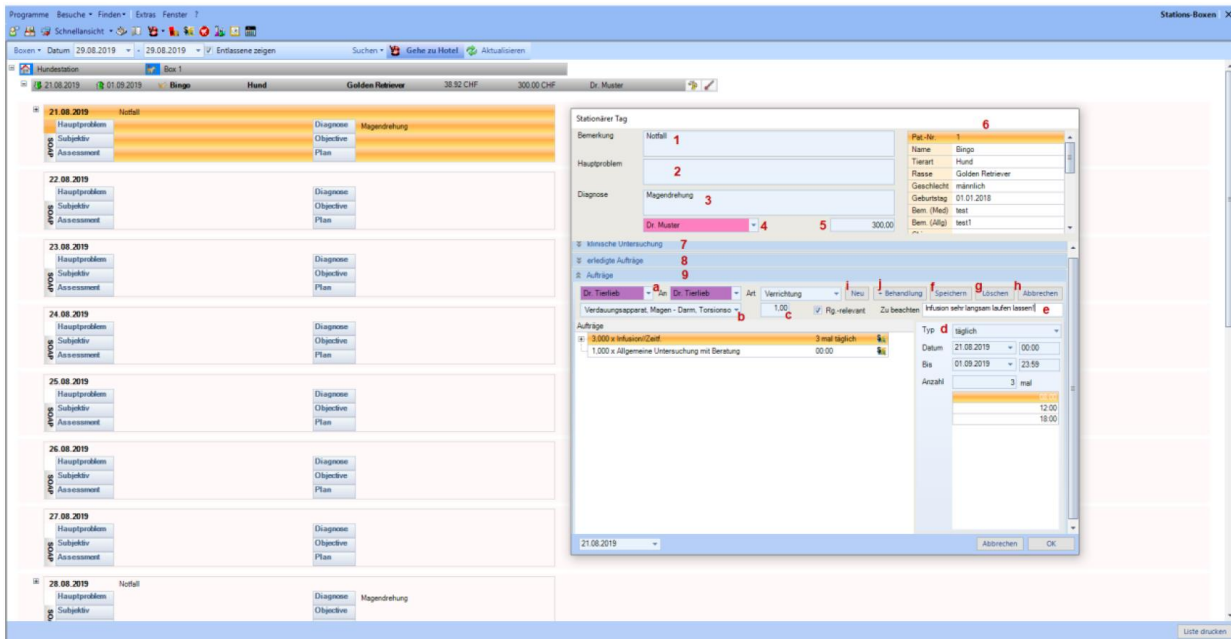 Programme Besuche Finden Extras Fenster ?
Stations-Boxen
Schnellansicht
Boxen Datum 29.08.2019 - 29.08.2019 Entlassene zeigen Suchen Gehe zu Hotel Aktualisieren
Hundestation Box 1
21.08.2019 01.09.2019 Bingo Hund Golden Retriever 38.92 CHF 300.00 CHF Dr. Muster
21.08.2019 Notfall
Hauptproblem Diagnose Magendrehung
SOAP
Subjektiv Objective
Assessment Plan
22.08.2019
Hauptproblem Diagnose
SOAP
Subjektiv Objective
Assessment Plan
23.08.2019
Hauptproblem Diagnose
SOAP
Subjektiv Objective
Assessment Plan
24.08.2019
Hauptproblem Diagnose
SOAP
Subjektiv Objective
Assessment Plan
25.08.2019
Hauptproblem Diagnose
SOAP
Subjektiv Objective
Assessment Plan
26.08.2019
Hauptproblem Diagnose
SOAP
Subjektiv Objective
Assessment Plan
27.08.2019
Hauptproblem Diagnose
SOAP
Subjektiv Objective
Assessment Plan
28.08.2019 Notfall
Hauptproblem Diagnose Magendrehung
Subjektiv Objective
Stationärer Tag
Bemerkung Notfall 1
Hauptproblem 2
Diagnose Magendrehung 3
Dr. Muster 4 5 300,00
6
Pat.-Nr. 1
Name Bingo
Tierart Hund
Rasse Golden Retriever
Geschlecht männlich
Geburtstag 01.01.2018
Bem. (Med) test
Bem. (Allg) test1
klinische Untersuchung 7
erledigte Aufträge 8
Aufträge 9
Dr. Tierlieb a An Dr. Tierlieb Art Verrichtung i Neu j + Behandlung f Speichern g Löschen h Abbrechen
Verdauungsapparat, Magen - Darm, Torsionso b 1,00 c Rg.-relevant Zu beachten Infusion sehr langsam laufen lassen! e
Aufträge
3,000 x Infusion//Zeitf. 3 mal täglich
1,000 x Allgemeine Untersuchung mit Beratung 00:00
Typ d täglich
Datum 21.08.2019 00:00
Bis 01.09.2019 23:59
Anzahl 3 mal
12:00
18:00
21.08.2019 Abbrechen OK
Liste drucken